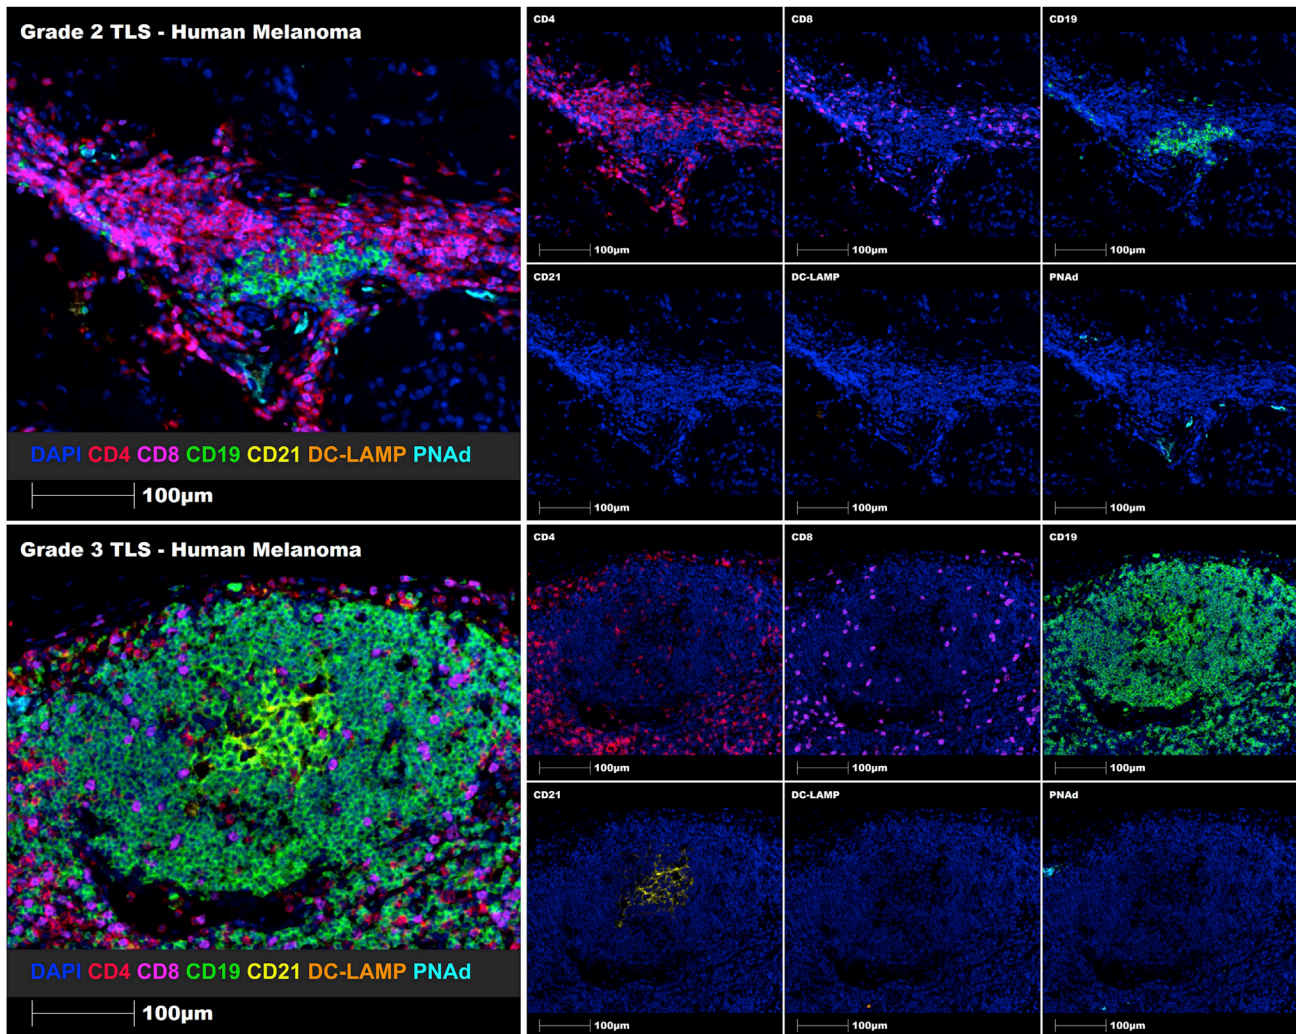 Grade 2 TLS - Human Melanoma
DAPI CD4 CD8 CD19 CD21 DC-LAMP PNAd
100µm
CD4
100µm
CD8
100µm
CD19
100µm
CD21
100µm
DC-LAMP
100µm
PNAd
100µm
Grade 3 TLS - Human Melanoma
DAPI CD4 CD8 CD19 CD21 DC-LAMP PNAd
100µm
CD4
100µm
CD8
100µm
CD19
100µm
CD21
100µm
DC-LAMP
100µm
PNAd
100µm